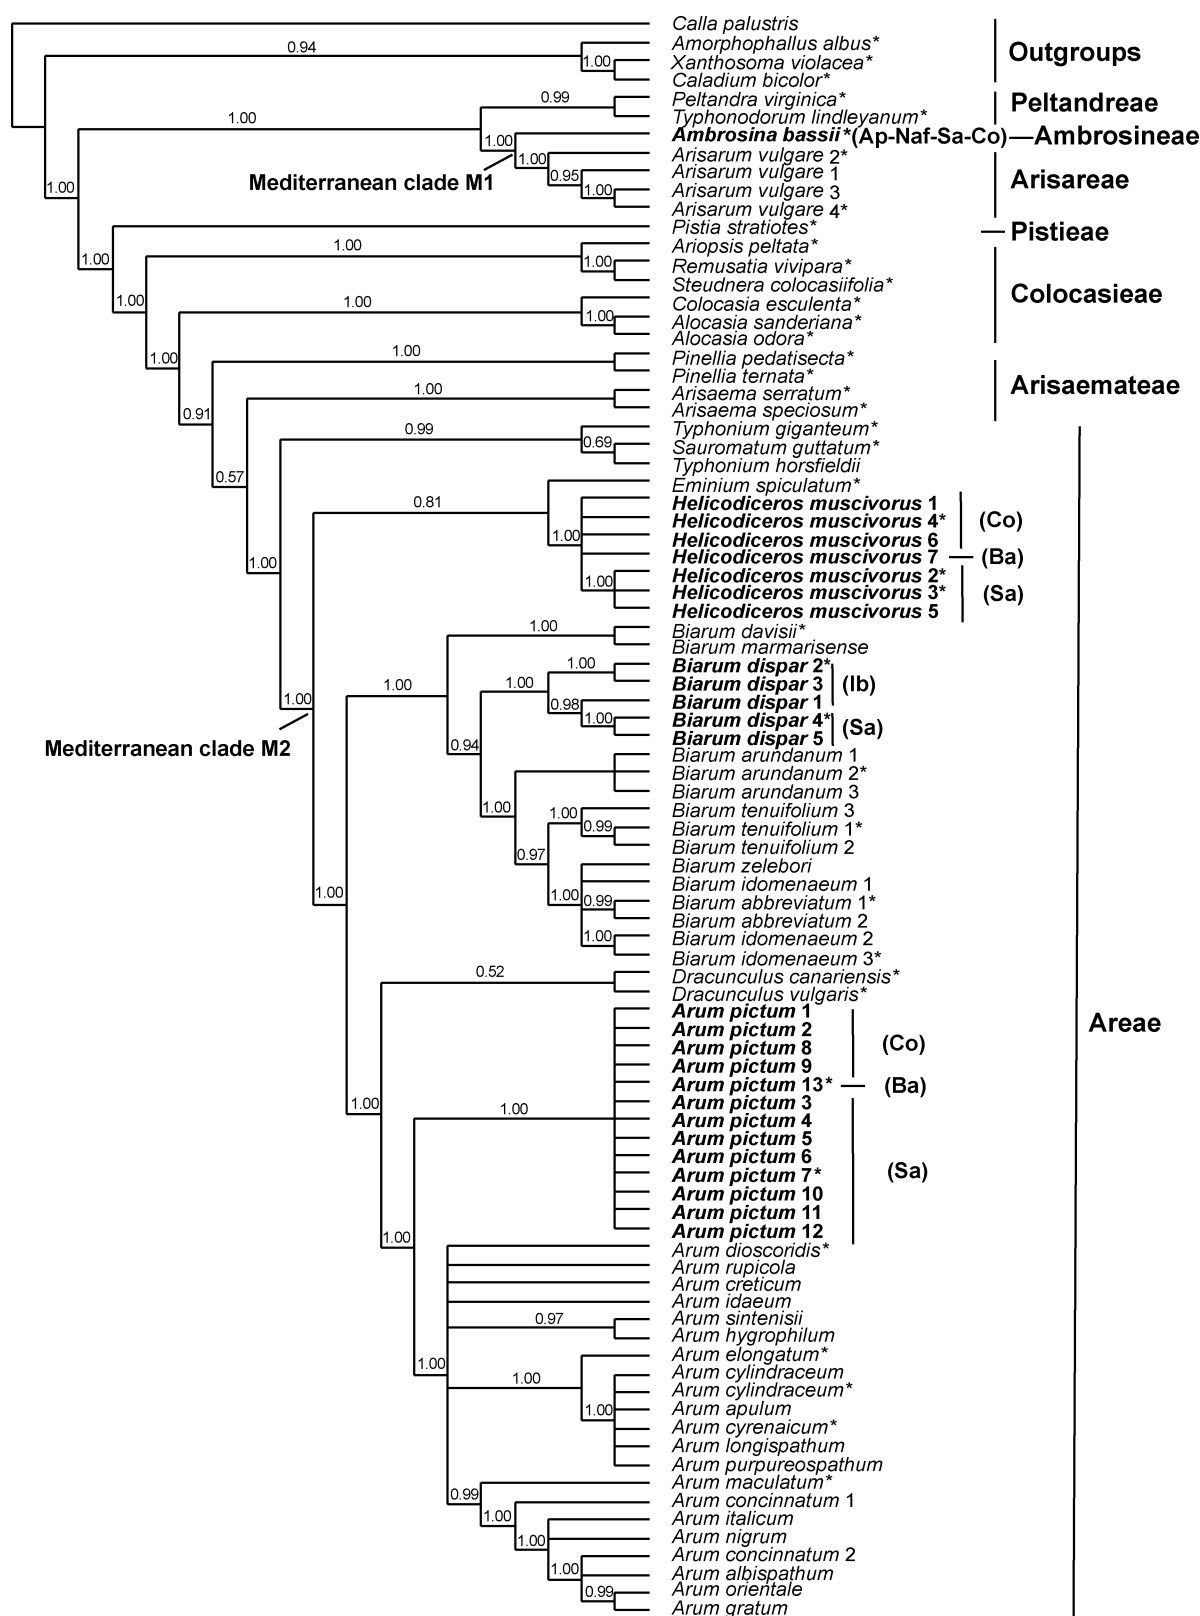 Calla palustris
0.94
Amorphophallus albus*
Outgroups
1.00
Xanthosoma violacea*
Caladium bicolor*
0.99
Peltandra virginica*
Peltandreae
1.00
Typhonodorum lindleyanum*
1.00
Ambrosina bassii*(Ap-Naf-Sa-Co)
Ambrosineae
1.00
Arisarum vulgare 2*
Mediterranean clade M1
0.95
Arisarum vulgare 1
Arisareae
1.00
1.00
Arisarum vulgare 3
Arisarum vulgare 4*
Pistia stratiotes*
Pistieae
1.00
1.00
Ariopsis peltata*
1.00
Remusatia vivipara*
Steudnera colocasiifolia*
Colocasieae
1.00
1.00
Colocasia esculenta*
1.00
Alocasia sanderiana*
Alocasia odora*
1.00
1.00
Pinellia pedatisecta*
Pinellia ternata*
Arisaemateae
1.00
Arisaema serratum*
0.91
Arisaema speciosum*
0.99
Typhonium giganteum*
0.69
Sauromatum guttatum*
Typhonium horsfieldii
0.57
Eminium spiculatum*
0.81
Helicodiceros muscivorus 1
Helicodiceros muscivorus 4*
(Co)
1.00
Helicodiceros muscivorus 6
Helicodiceros muscivorus 7
(Ba)
1.00
1.00
Helicodiceros muscivorus 2*
Helicodiceros muscivorus 3*
(Sa)
Helicodiceros muscivorus 5
1.00
Biarum davisii*
Biarum marmarisense
1.00
Biarum dispar 2*
1.00
1.00
Biarum dispar 3
(Ib)
1.00
0.98
Biarum dispar 1
1.00
Biarum dispar 4*
(Sa)
Biarum dispar 5
Mediterranean clade M2
0.94
Biarum arundanum 1
Biarum arundanum 2*
Biarum arundanum 3
1.00
1.00
Biarum tenuifolium 3
0.99
Biarum tenuifolium 1*
Biarum tenuifolium 2
0.97
Biarum zelebori
Biarum idomenaeum 1
1.00
1.00
0.99
Biarum abbreviatum 1*
Biarum abbreviatum 2
1.00
Biarum idomenaeum 2
Biarum idomenaeum 3*
0.52
Dracunculus canariensis*
Dracunculus vulgaris*
Arum pictum 1
Arum pictum 2
Areae
Arum pictum 8
(Co)
Arum pictum 9
Arum pictum 13*
(Ba)
1.00
1.00
Arum pictum 3
Arum pictum 4
Arum pictum 5
Arum pictum 6
Arum pictum 7*
(Sa)
Arum pictum 10
Arum pictum 11
Arum pictum 12
1.00
Arum dioscoridis*
Arum rupicola
Arum creticum
Arum idaeum
0.97
Arum sintenisii
Arum hygrophilum
Arum elongatum*
1.00
1.00
Arum cylindraceum
Arum cylindraceum*
1.00
Arum apulum
Arum cyrenaicum*
Arum longispathum
Arum purpureospathum
0.99
Arum maculatum*
1.00
Arum concinnatum 1
Arum italicum
1.00
Arum nigrum
Arum concinnatum 2
1.00
Arum albispathum
0.99
Arum orientale
Arum gratum